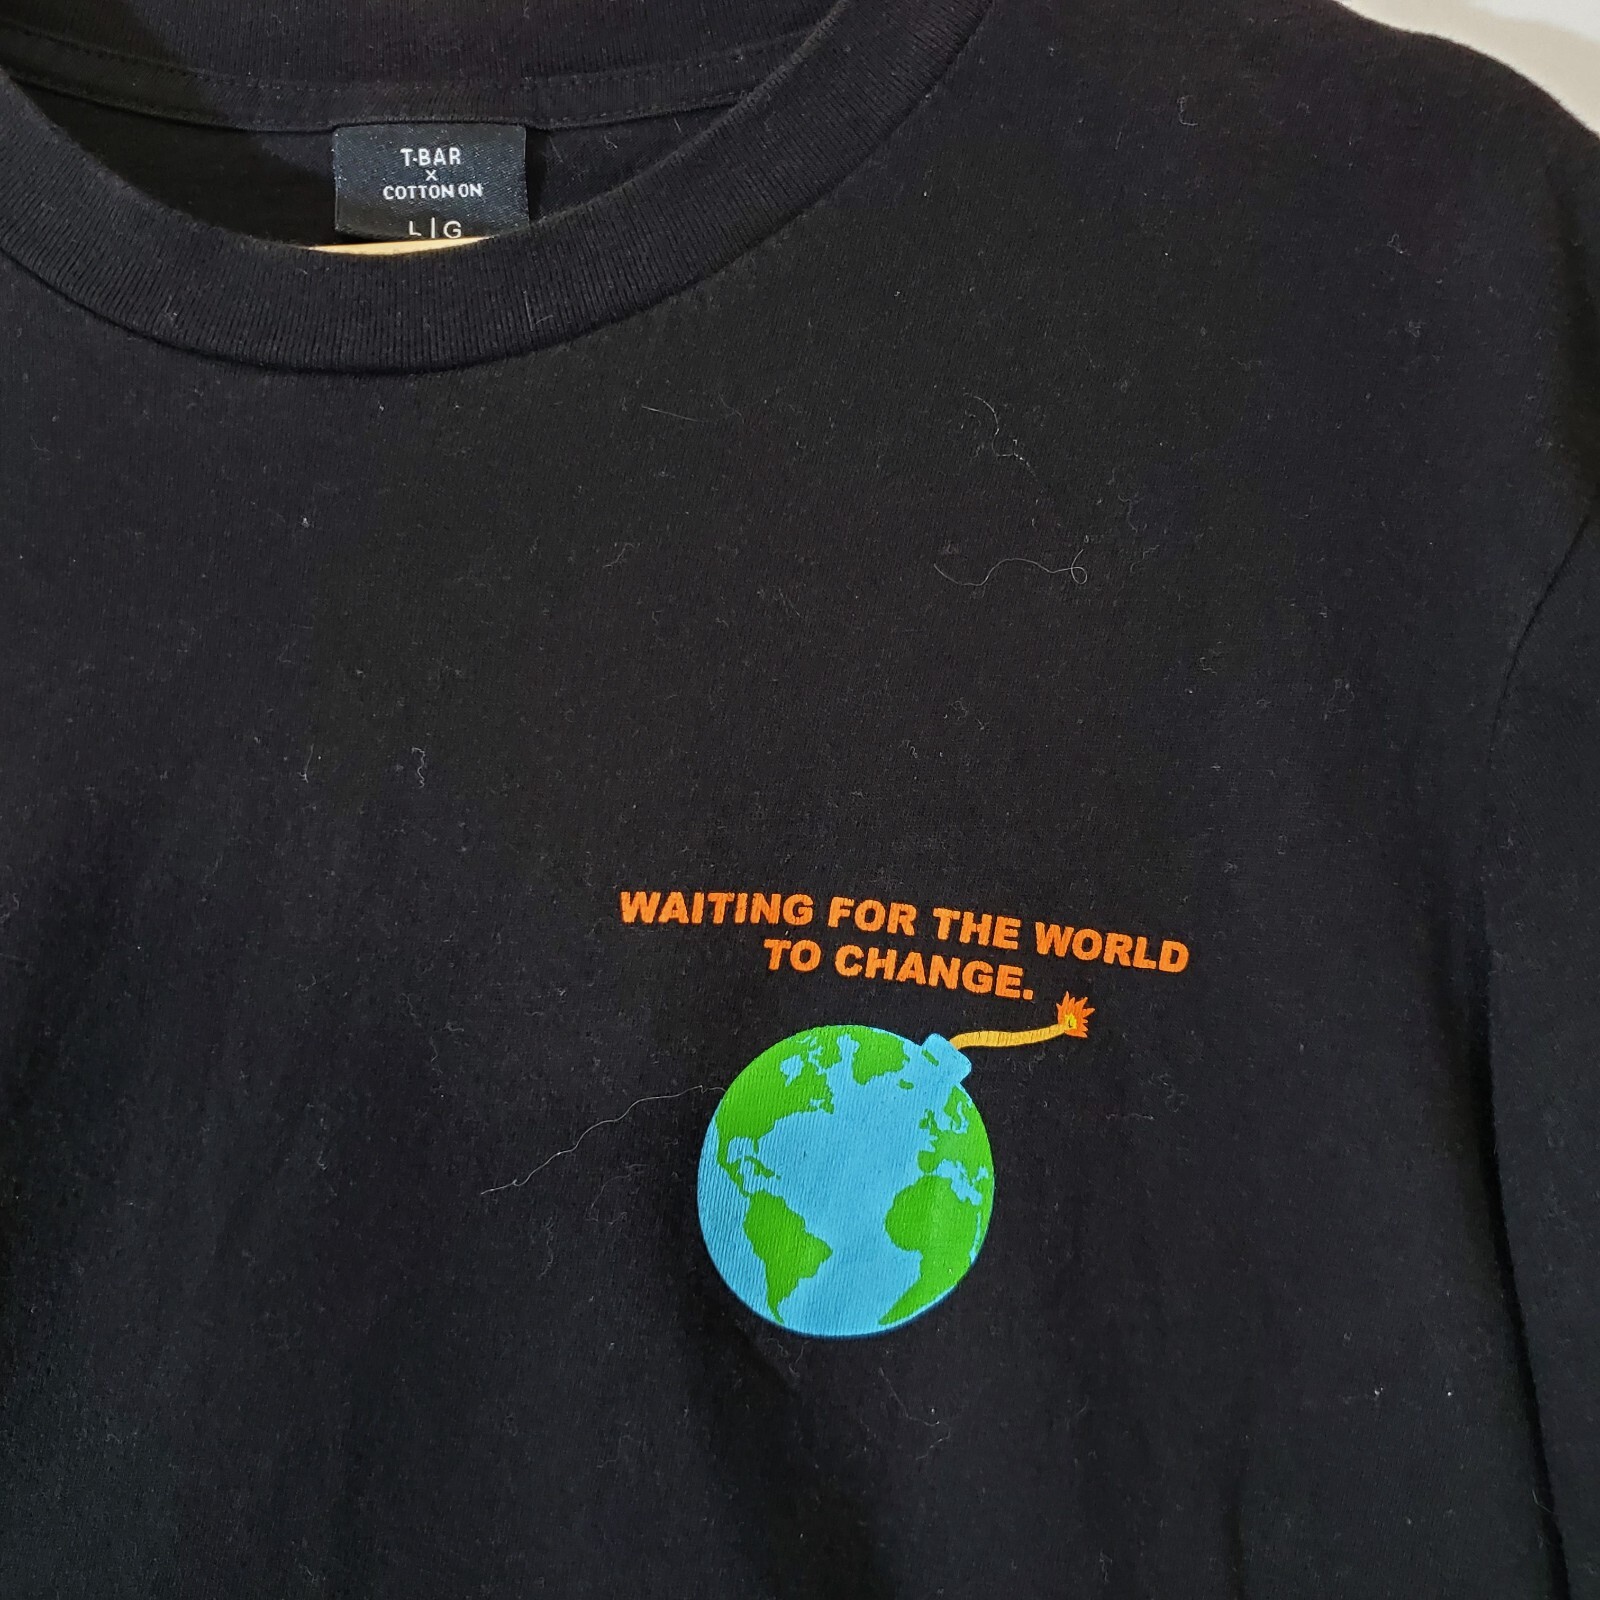 T·BAR
X
COTTON ON
L|G
WAITING FOR THE WORLD
TO CHANGE.